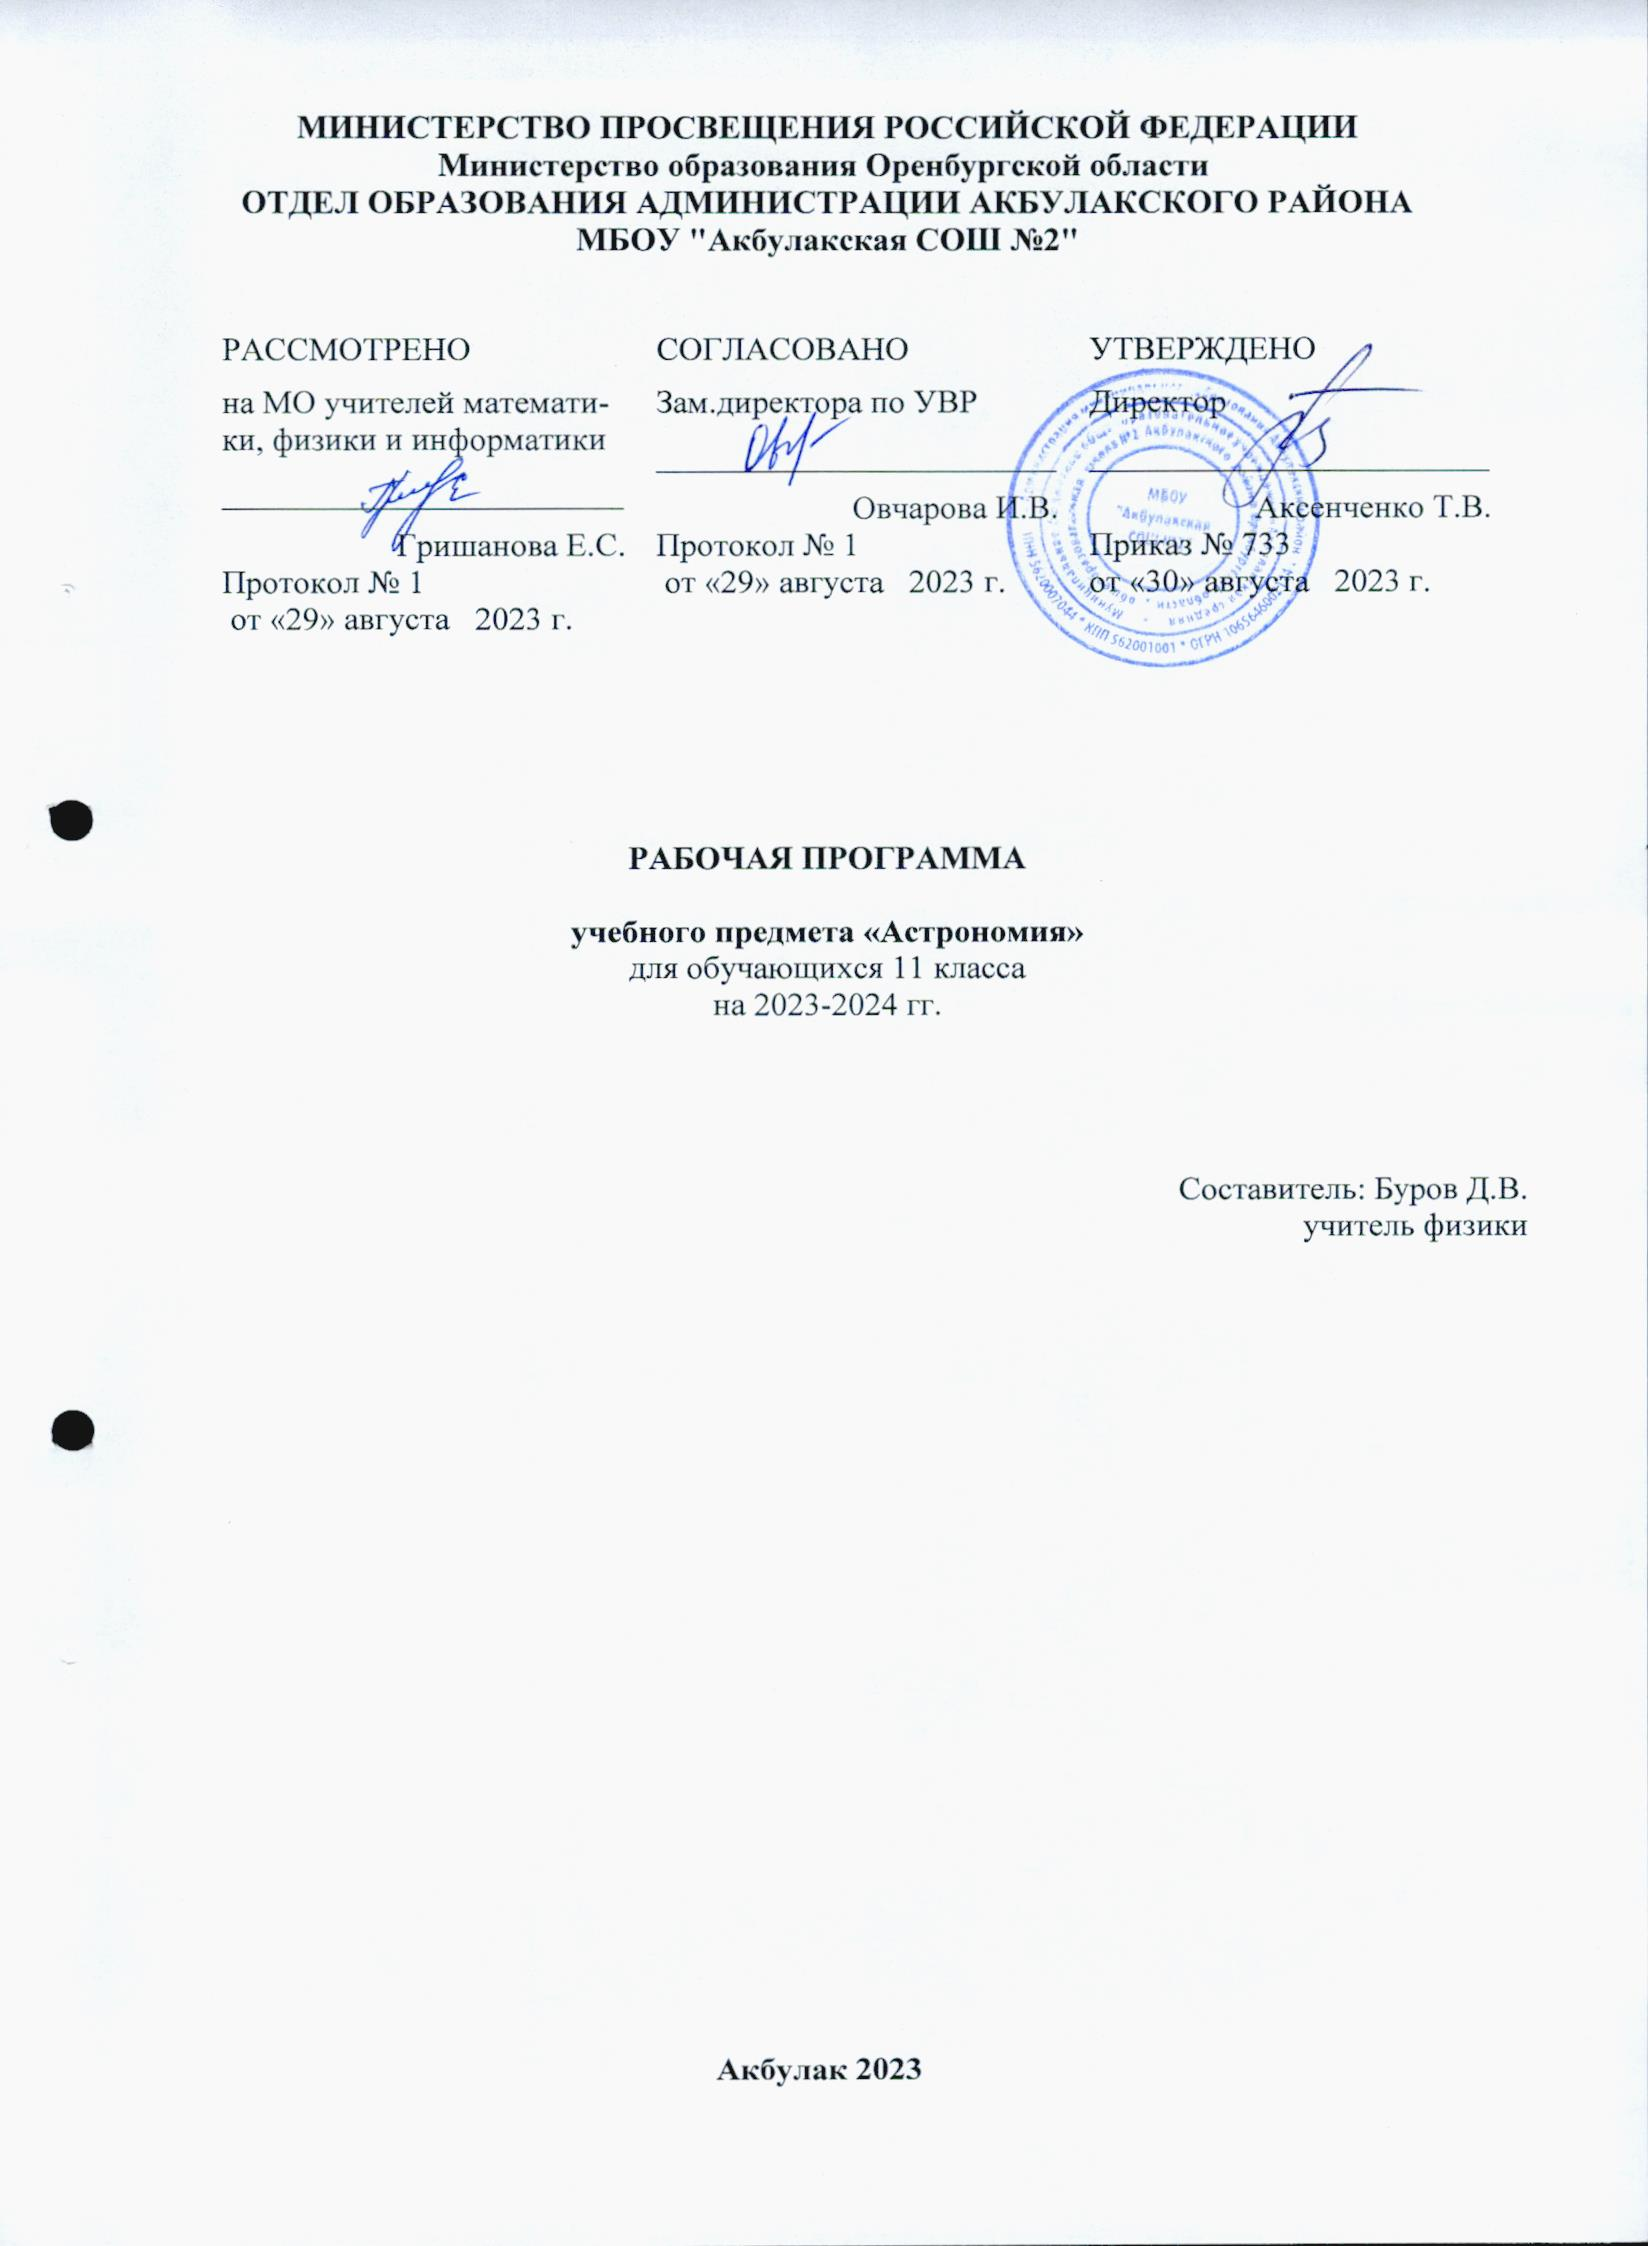 МИНИСТЕРСТВО ПРОСВЕЩЕНИЯ РОССИЙСКОЙ ФЕДЕРАЦИИ
Министерство образования Оренбургской области
ОТДЕЛ ОБРАЗОВАНИЯ АДМИНИСТРАЦИИ АКБУЛАКСКОГО РАЙОНА
МБОУ "Акбулакская СОШ №2"
РАССМОТРЕНО
на МО учителей математи-
ки, физики и информатики
Гришанова Е.С.
Протокол № 1
от «29» августа 2023 г.
СОГЛАСОВАНО
Зам.директора по УВР
Овчарова И.В.
Протокол № 1
от «29» августа 2023 г.
УТВЕРЖДЕНО
Директор
Аксенченко Т.В.
Приказ № 733
от «30» августа 2023 г.
МБОУ
"Акбулакская
КПП 562001001 * ОГРН
РАБОЧАЯ ПРОГРАММА
учебного предмета «Астрономия»
для обучающихся 11 класса
на 2023-2024 гг.
Составитель: Буров Д.В.
учитель физики
Акбулак 2023